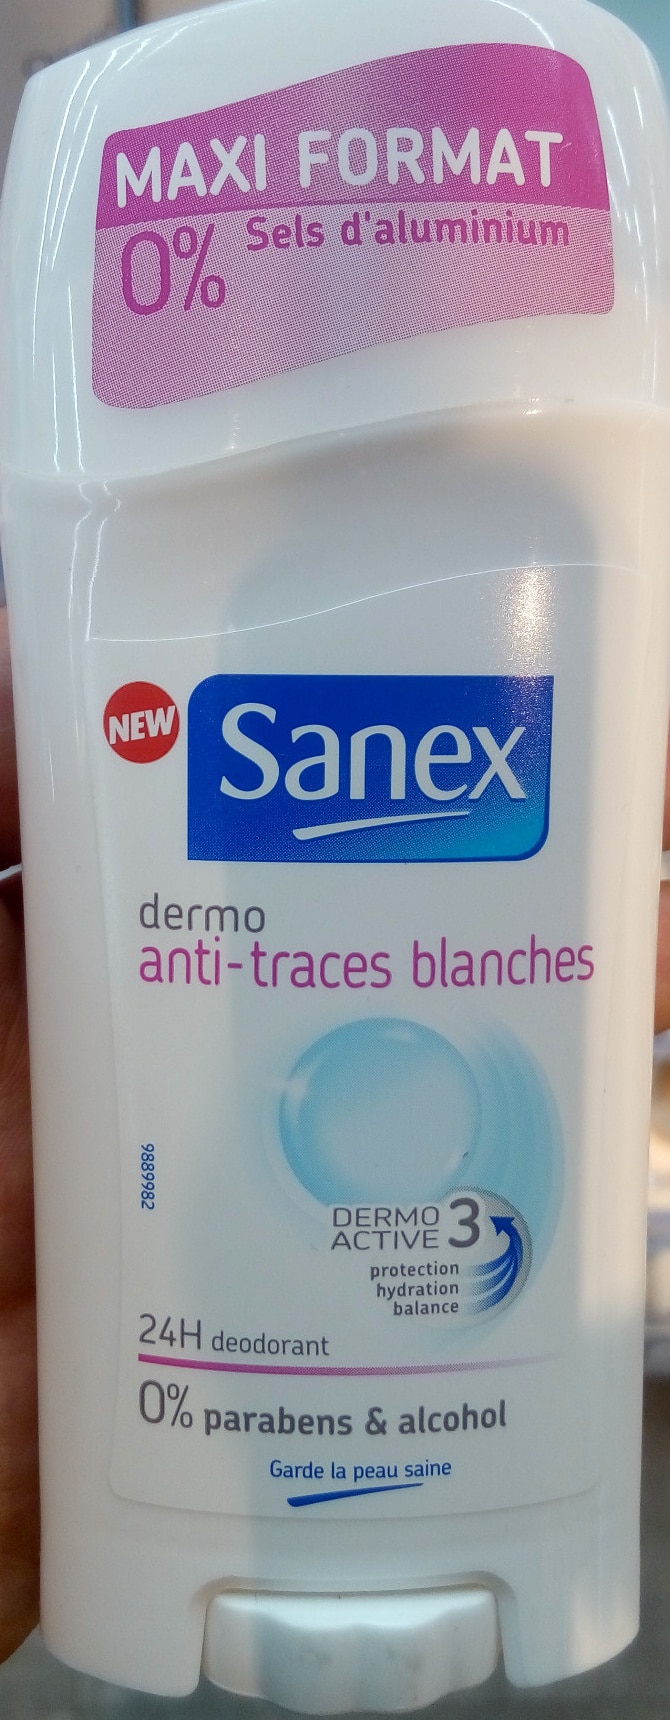 MAXI FORMAT
0% Sels d'aluminium
NEW
Sanex
dermo
anti-traces blanches
9889982
DERMO
ACTIVE 3
protection
hydration
balance
24H deodorant
0% parabens & alcohol
Garde la peau saine